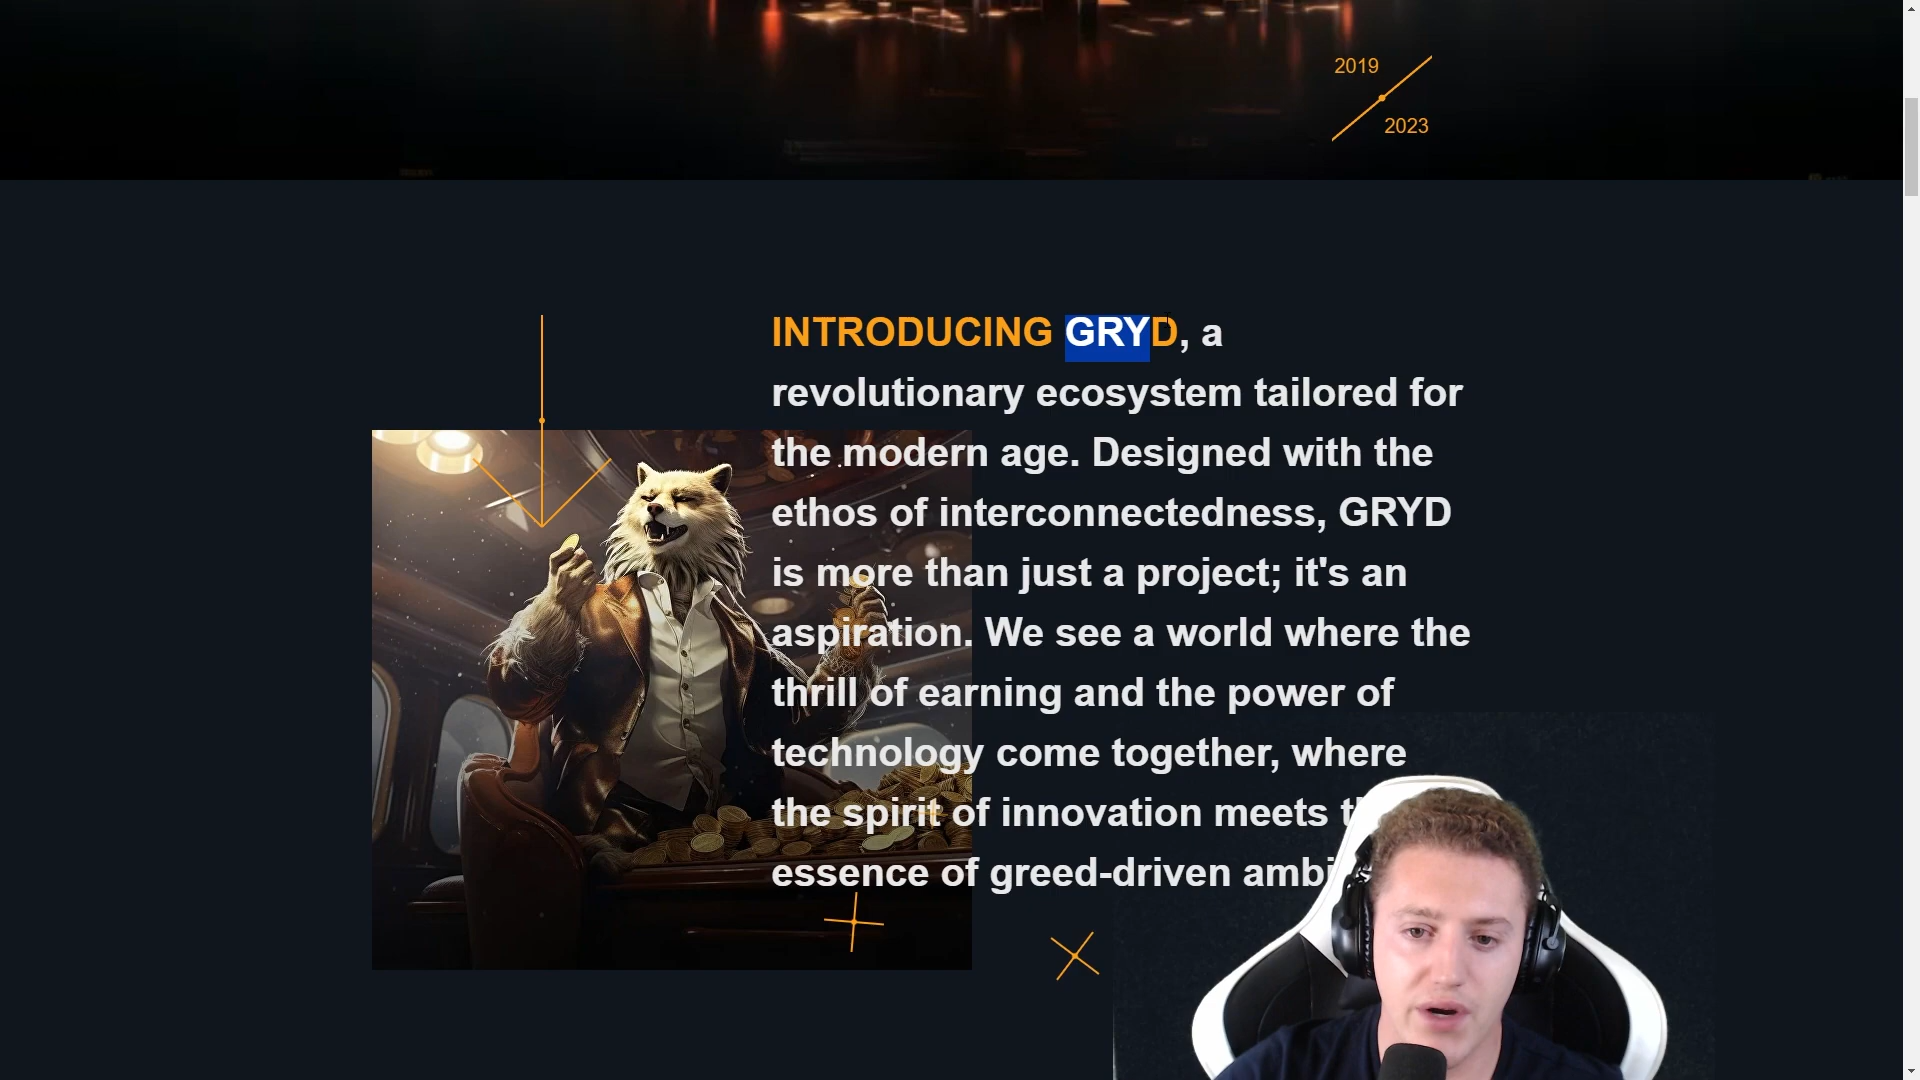 2019
2023
INTRODUCING GRYD, a
revolutionary ecosystem tailored for
the modern age. Designed with the
ethos of interconnectedness, GRYD
is more than just a project; it's an
aspiration. We see a world where the
thrill of earning and the power of
technology come together, where
the spirit of innovation meets
essence of greed-driven